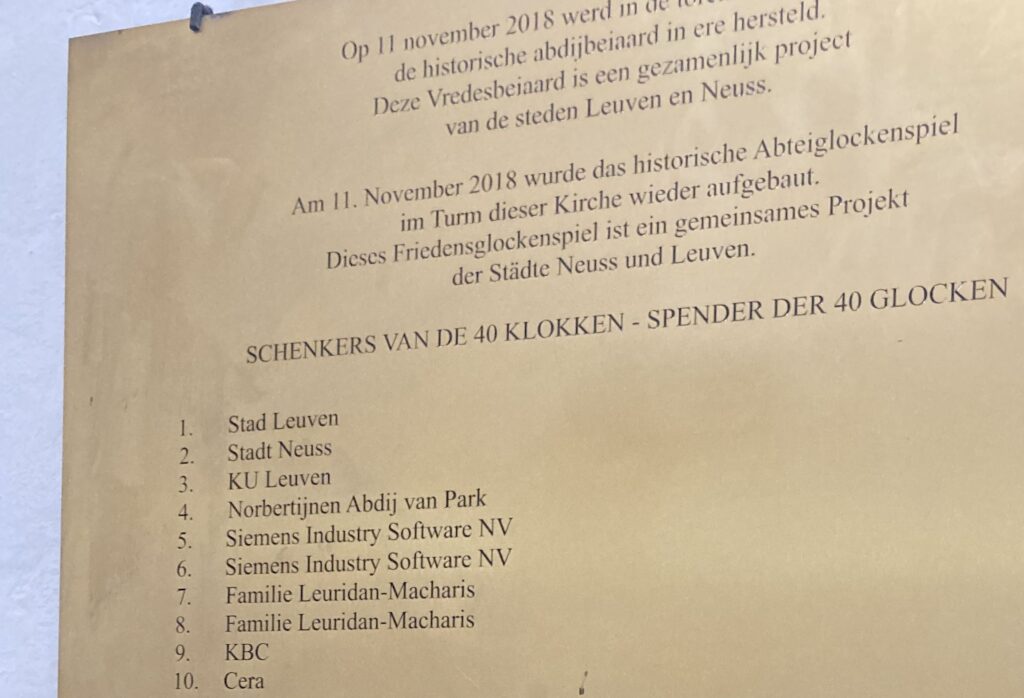 Op 11 november 2018 werd in de toren
de historische abdijbeiaard in ere hersteld.
Deze Vredesbeiaard is een gezamenlijk project
van de steden Leuven en Neuss.
Am 11. November 2018 wurde das historische Abteiglockenspiel
im Turm dieser Kirche wieder aufgebaut.
Dieses Friedensglockenspiel ist ein gemeinsames Projekt
der Städte Neuss und Leuven.
SCHENKERS VAN DE 40 KLOKKEN - SPENDER DER 40 GLOCKEN
1. Stad Leuven
2. Stadt Neuss
3. KU Leuven
4. Norbertijnen Abdij van Park
5. Siemens Industry Software NV
6. Siemens Industry Software NV
7. Familie Leuridan-Macharis
8. Familie Leuridan-Macharis
9. KBC
10. Cera